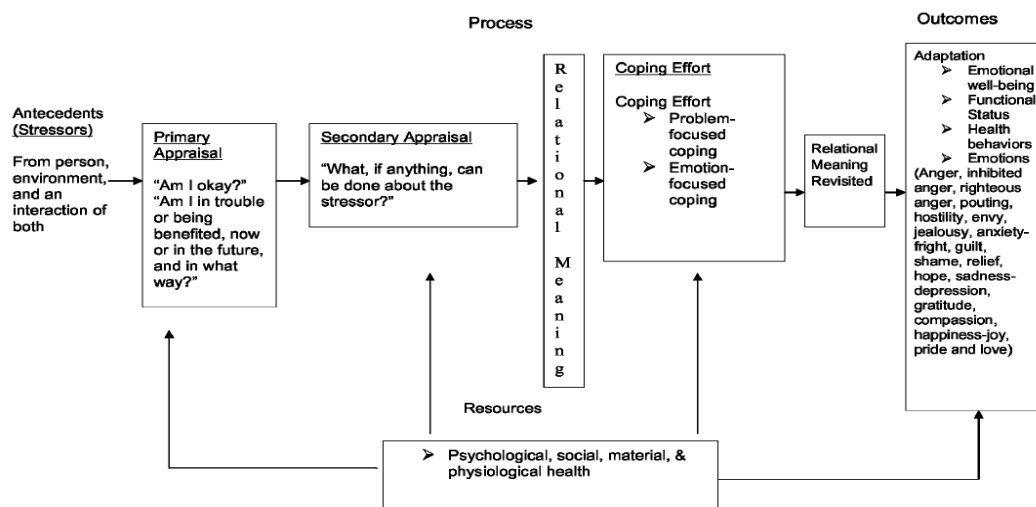 Process
Outcomes
Antecedents
(Stressors)
From person,
environment,
and an
interaction of
both
Primary
Appraisal
“Am I okay?”
“Am I in trouble
or being
benefited, now
or in the future,
and in what
way?”
Secondary Appraisal
“What, if anything, can
be done about the
stressor?”
Relational Meaning
Coping Effort
Coping Effort
➢ Problem-
focused
coping
➢ Emotion-
focused
coping
Relational
Meaning
Revisited
Adaptation
➢ Emotional
well-being
➢ Functional
Status
➢ Health
behaviors
➢ Emotions
(Anger, inhibited
anger, righteous
anger, pouting,
hostility, envy,
jealousy, anxiety-
fright, guilt,
shame, relief,
hope, sadness-
depression,
gratitude,
compassion,
happiness-joy,
pride and love)
Resources
➢ Psychological, social, material, &
physiological health